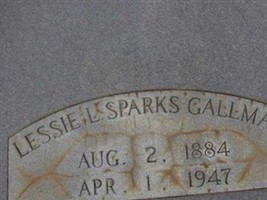 LESSIE L. SPARKS GALLMA
AUG. 2. 1884
APR. 1. 1947